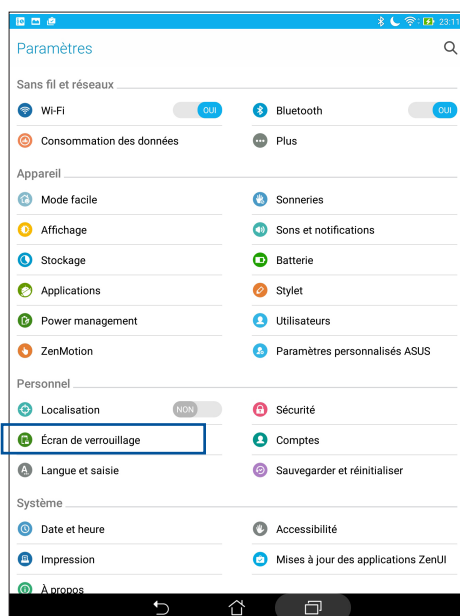 23:11
Paramètres
Sans fil et réseaux
Wi-Fi OUI Bluetooth OUI
Consommation des données Plus
Appareil
Mode facile Sonneries
Affichage Sons et notifications
Stockage Batterie
Applications Stylet
Power management Utilisateurs
ZenMotion Paramètres personnalisés ASUS
Personnel
Localisation NON Sécurité
Écran de verrouillage Comptes
Langue et saisie Sauvegarder et réinitialiser
Système
Date et heure Accessibilité
Impression Mises à jour des applications ZenUI
À propos